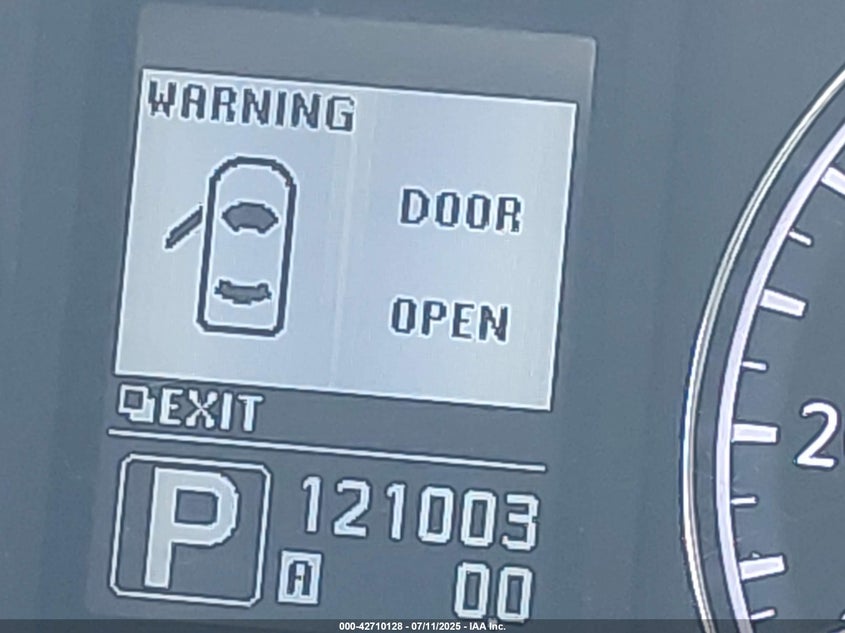 WARNING
DOOR
OPEN
EXIT
P
121003
A 00
000-42710128 - 07/11/2025 - IAA Inc.